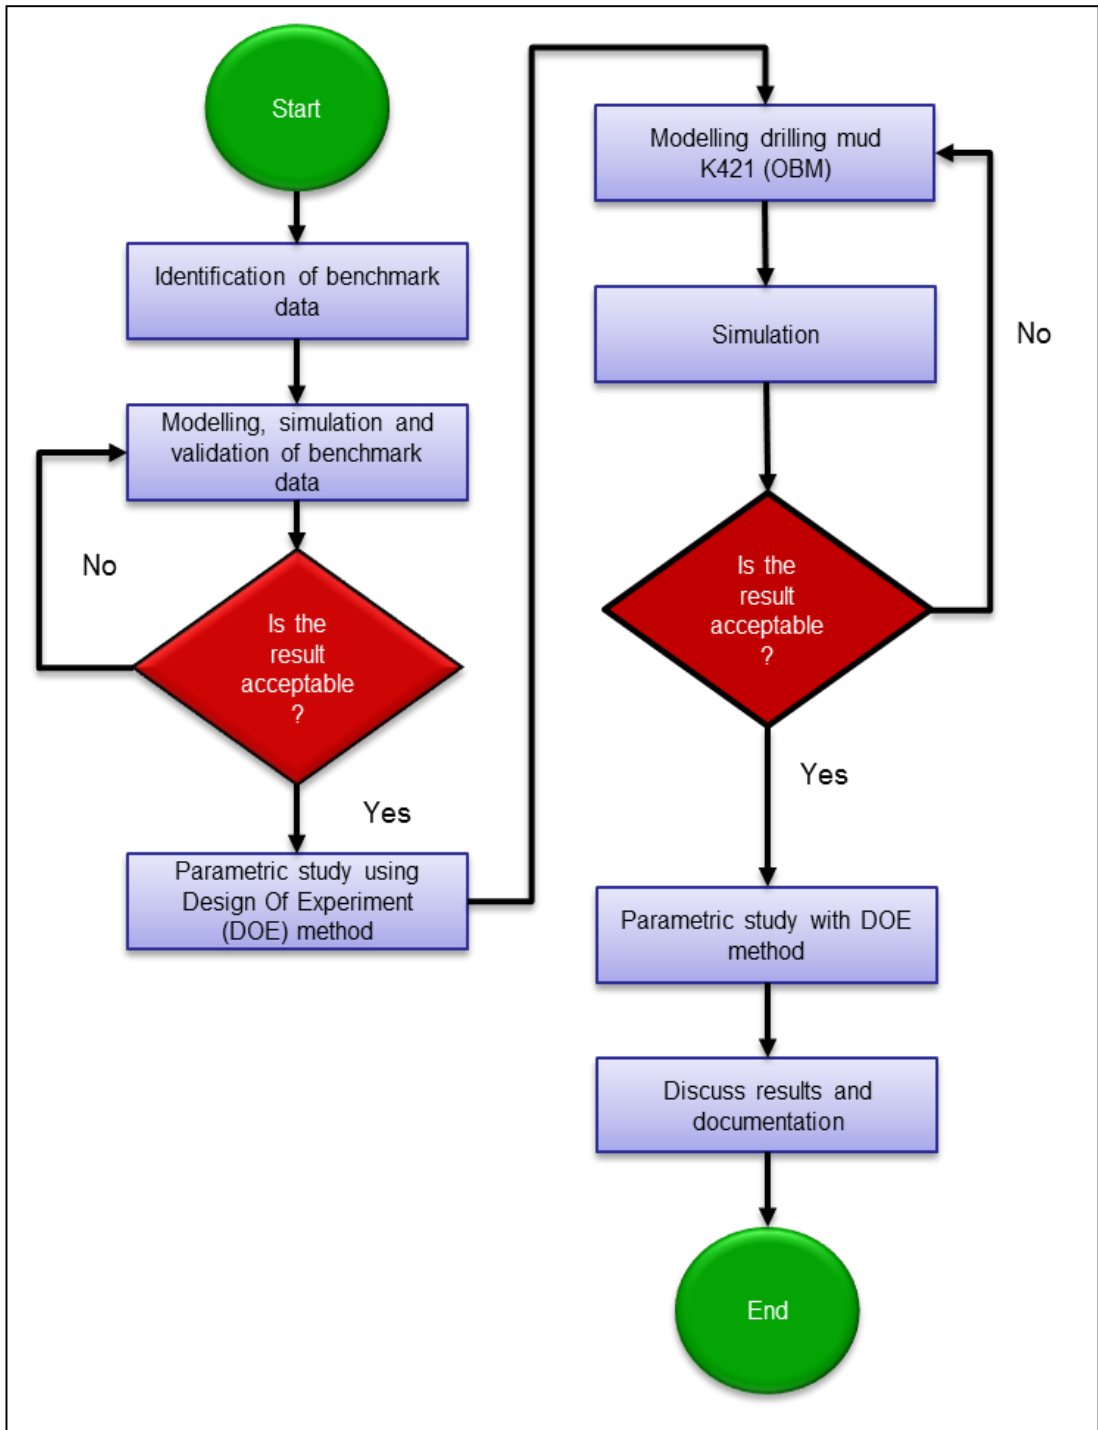 Start
Identification of benchmark
data
Modelling, simulation and
validation of benchmark
data
No
Is the
result
acceptable
?
Yes
Parametric study using
Design Of Experiment
(DOE) method
Modelling drilling mud
K421 (OBM)
Simulation
No
Is the
result
acceptable
?
Yes
Parametric study with DOE
method
Discuss results and
documentation
End